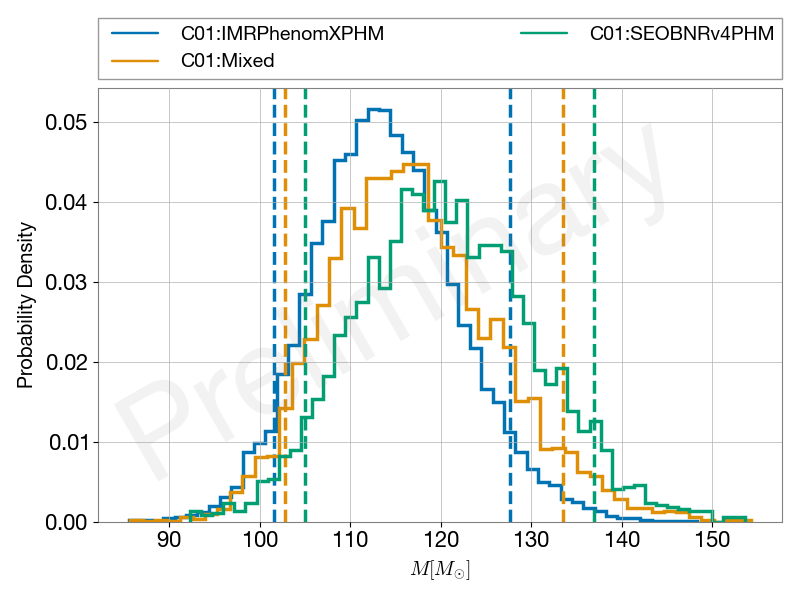 C01:IMRPhenomXPHM
C01:Mixed
C01:SEOBNRv4PHM
Preliminary
Probability Density
0.05
0.04
0.03
0.02
0.01
0.00
90 100 110 120 130 140 150
M[M⊙]